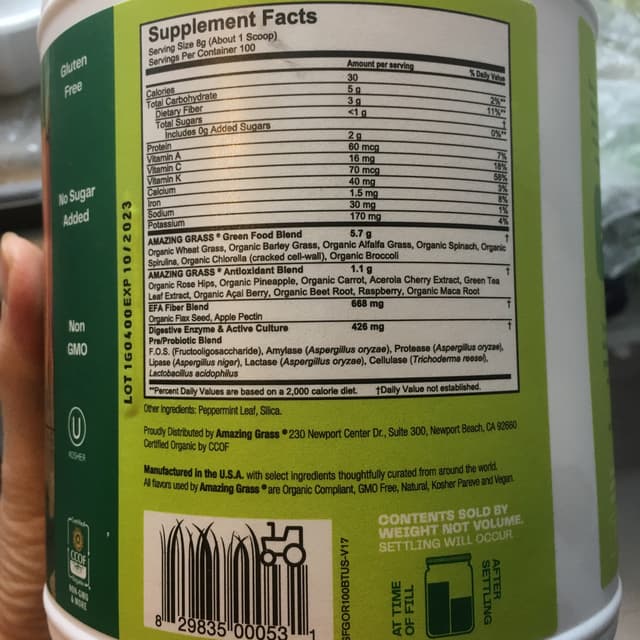 Gluten
Free
No Sugar
Added
Non
GMO
U
KOSHER
Certified
CCOF
Organic
NON-GMO
& MORE
LOT 1G0400 EXP 10/2023
Supplement Facts
Serving Size 8g (About 1 Scoop)
Servings Per Container 100
Amount per serving % Daily Value
Calories 30
Total Carbohydrate 5 g 2%**
Dietary Fiber 3 g 11%**
Total Sugars <1 g †
Includes 0g Added Sugars 0%**
Protein 2 g
Vitamin A 60 mcg 7%
Vitamin C 16 mg 18%
Vitamin K 70 mcg 58%
Calcium 40 mg 3%
Iron 1.5 mg 8%
Sodium 30 mg 1%
Potassium 170 mg 4%
AMAZING GRASS® Green Food Blend 5.7 g †
Organic Wheat Grass, Organic Barley Grass, Organic Alfalfa Grass, Organic Spinach, Organic
Spirulina, Organic Chlorella (cracked cell-wall), Organic Broccoli
AMAZING GRASS® Antioxidant Blend 1.1 g †
Organic Rose Hips, Organic Pineapple, Organic Carrot, Acerola Cherry Extract, Green Tea
Leaf Extract, Organic Açai Berry, Organic Beet Root, Raspberry, Organic Maca Root
EFA Fiber Blend 668 mg †
Organic Flax Seed, Apple Pectin
Digestive Enzyme & Active Culture 426 mg †
Pre/Probiotic Blend
F.O.S. (Fructooligosaccharide), Amylase (Aspergillus oryzae), Protease (Aspergillus oryzae),
Lipase (Aspergillus niger), Lactase (Aspergillus oryzae), Cellulase (Trichoderma reesei),
Lactobacillus acidophilus
**Percent Daily Values are based on a 2,000 calorie diet. †Daily Value not established.
Other Ingredients: Peppermint Leaf, Silica.
Proudly Distributed by Amazing Grass® 230 Newport Center Dr., Suite 300, Newport Beach, CA 92660
Certified Organic by CCOF
Manufactured in the U.S.A. with select ingredients thoughtfully curated from around the world.
All flavors used by Amazing Grass® are Organic Compliant, GMO Free, Natural, Kosher Pareve and Vegan.
8 29835 00053 1
SFGOR100BTUS-V17
CONTENTS SOLD BY
WEIGHT NOT VOLUME.
SETTLING WILL OCCUR.
AT TIME
OF FILL
AFTER
SETTLING